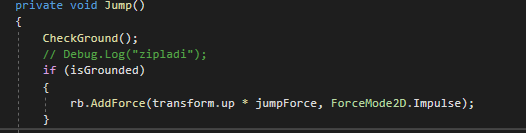 private void Jump()
{
CheckGround();
// Debug.Log("zipladi");
if (isGrounded)
{
rb.AddForce(transform.up * jumpForce, ForceMode2D.Impulse);
}